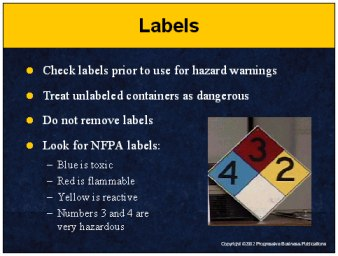 Labels
Check labels prior to use for hazard warnings
Treat unlabeled containers as dangerous
Do not remove labels
Look for NFPA labels:
– Blue is toxic
– Red is flammable
– Yellow is reactive
– Numbers 3 and 4 are
very hazardous
3
4 2
Copyright ©2012 Progressive Business Publications